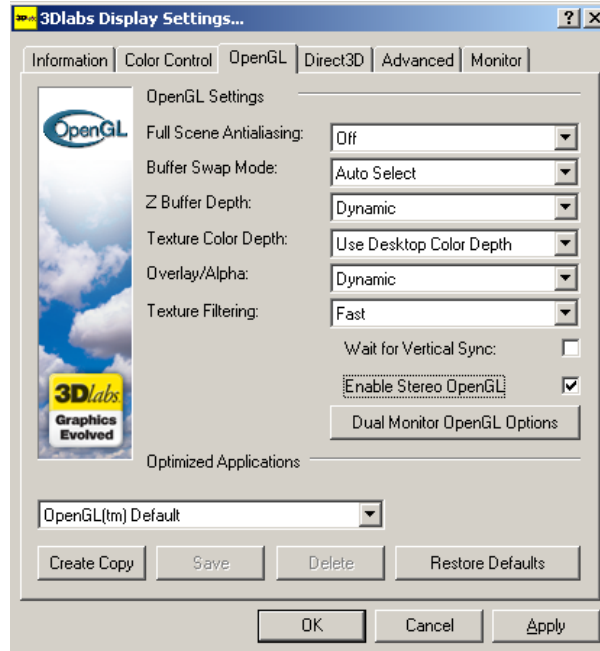 3Dlabs Display Settings...
Information Color Control OpenGL Direct3D Advanced Monitor
OpenGL Settings
OpenGL
Full Scene Antialiasing: Off
Buffer Swap Mode: Auto Select
Z Buffer Depth: Dynamic
Texture Color Depth: Use Desktop Color Depth
Overlay/Alpha: Dynamic
Texture Filtering: Fast
Wait for Vertical Sync:
Enable Stereo OpenGL
3Dlabs.
Graphics
Evolved
Dual Monitor OpenGL Options
Optimized Applications
OpenGL(tm) Default
Create Copy Save Delete Restore Defaults
OK Cancel Apply